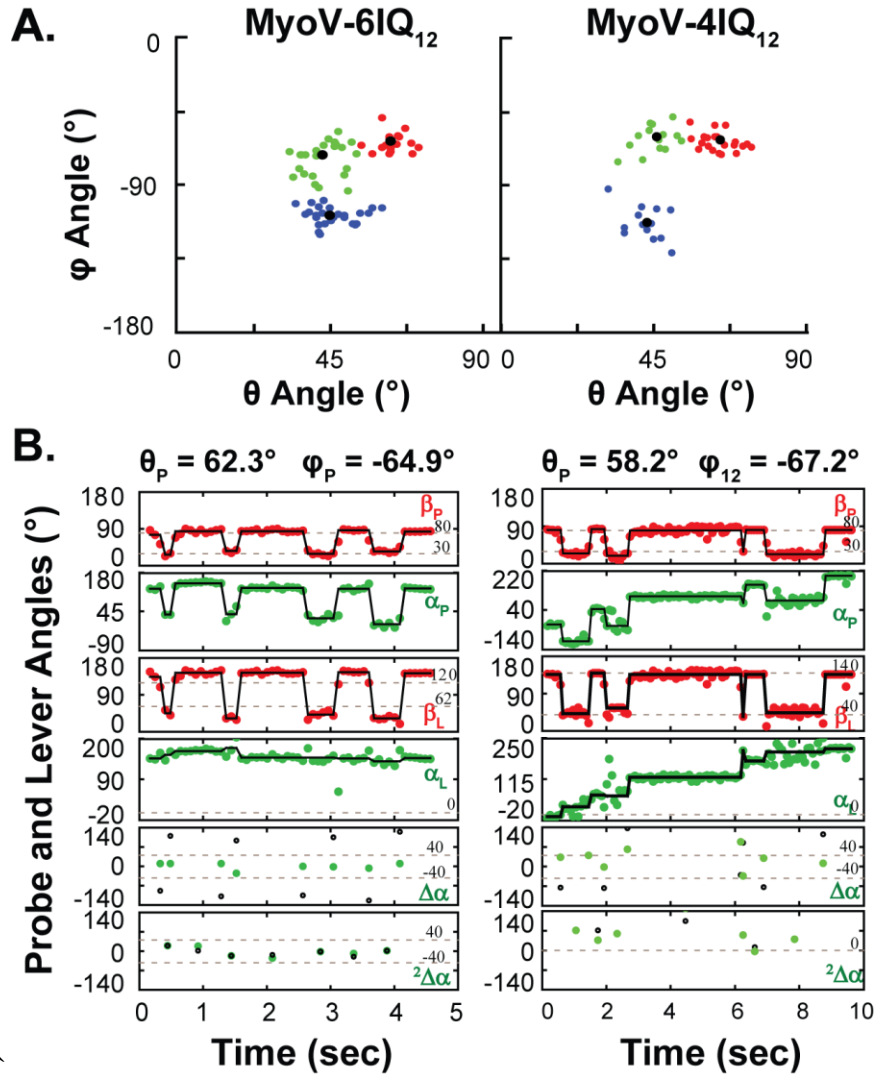 A.
MyoV-6IQ12 MyoV-4IQ12
0
-90
-180
φ Angle (°)
0 45 90 0 45 90
θ Angle (°) θ Angle (°)
B.
θP = 62.3° φP = -64.9° θP = 58.2° φ12 = -67.2°
Probe and Lever Angles (°)
180 90 0 βP 80 30
180 45 -90 αP
180 90 0 120 62 βL
200 90 -20 0 αL
140 0 -140 40 -40 Δα
140 0 -140 40 -40 ²Δα
0 1 2 3 4 5
Time (sec)
180 90 0 βP 80 30
220 40 -140 αP
180 90 0 140 40 βL
250 115 -20 0 αL
140 0 -140 40 -40 Δα
140 0 -140 0 ²Δα
0 2 4 6 8 10
Time (sec)